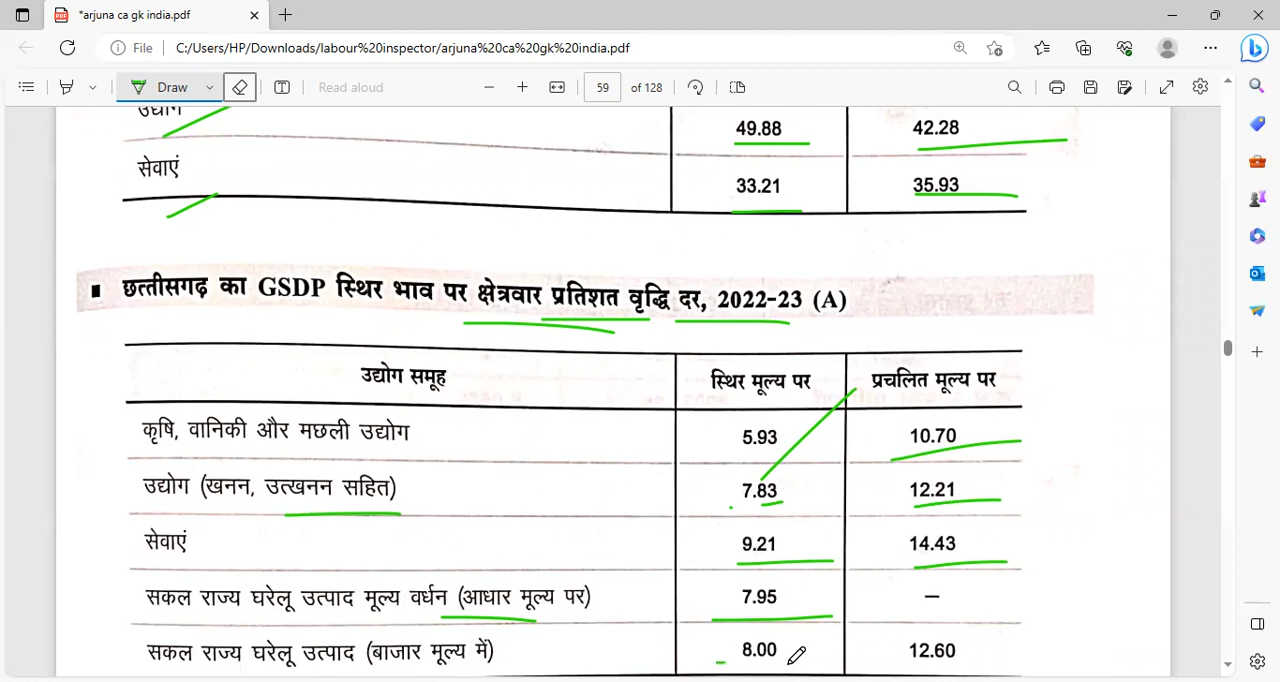 *arjuna ca gk india.pdf
File C:/Users/HP/Downloads/labour%20inspector/arjuna%20ca%20gk%20india.pdf
Draw Read aloud 59 of 128
उद्योग 49.88 42.28
सेवाएं 33.21 35.93
■ छत्तीसगढ़ का GSDP स्थिर भाव पर क्षेत्रवार प्रतिशत वृद्धि दर, 2022-23 (A)
उद्योग समूह स्थिर मूल्य पर प्रचलित मूल्य पर
कृषि, वानिकी और मछली उद्योग 5.93 10.70
उद्योग (खनन, उत्खनन सहित) 7.83 12.21
सेवाएं 9.21 14.43
सकल राज्य घरेलू उत्पाद मूल्य वर्धन (आधार मूल्य पर) 7.95 –
सकल राज्य घरेलू उत्पाद (बाजार मूल्य में) 8.00 12.60